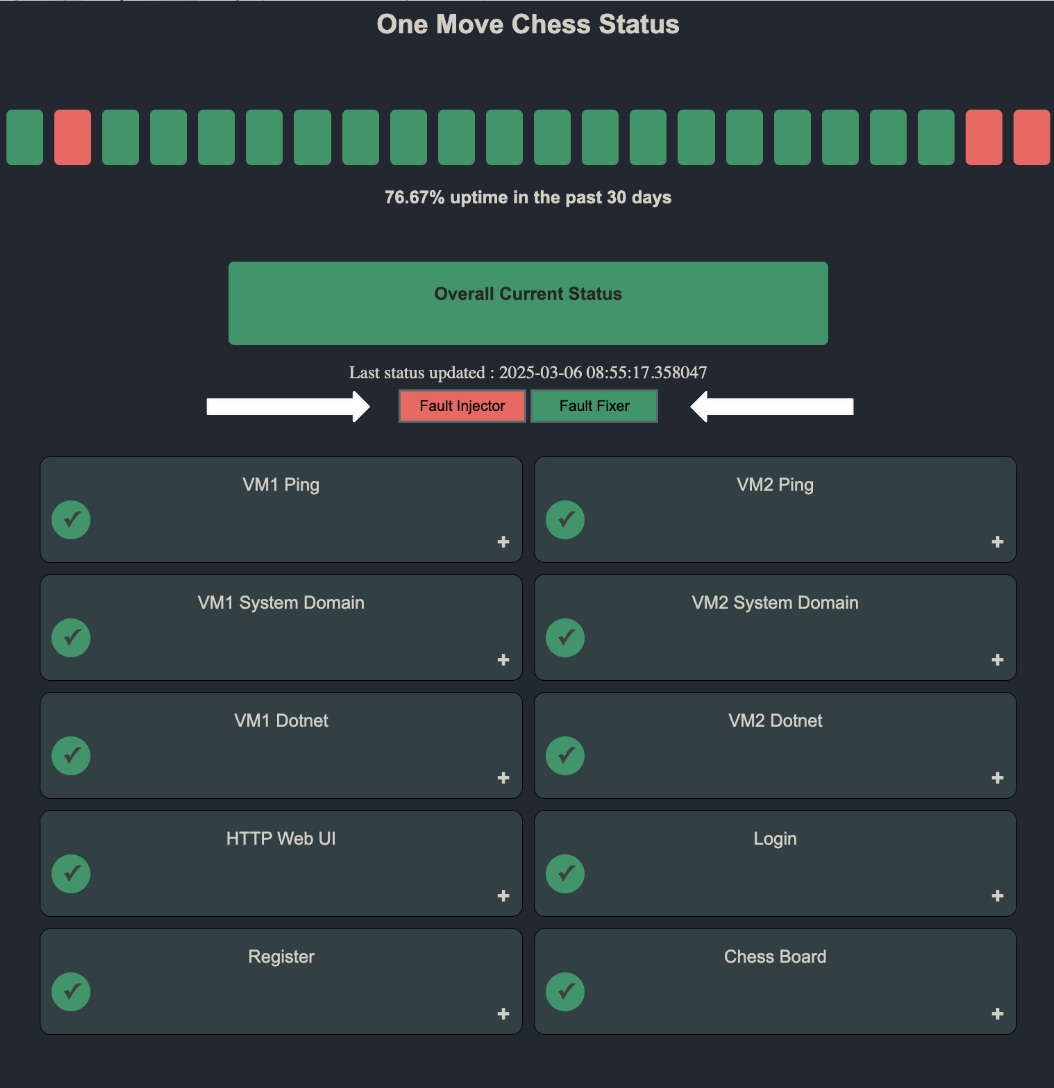 One Move Chess Status
76.67% uptime in the past 30 days
Overall Current Status
Last status updated : 2025-03-06 08:55:17.358047
Fault Injector Fault Fixer
VM1 Ping
VM2 Ping
✓ ✓
+ +
VM1 System Domain
VM2 System Domain
✓ ✓
+ +
VM1 Dotnet
VM2 Dotnet
✓ ✓
+ +
HTTP Web UI
Login
✓ ✓
+ +
Register
Chess Board
✓ ✓
+ +